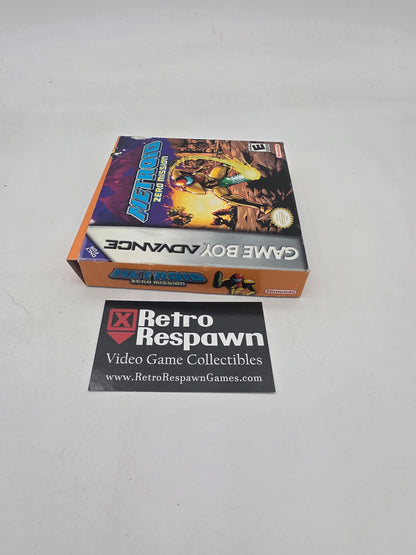 METROID
ZERO MISSION
E
GAME BOY ADVANCE
METROID
ZERO MISSION
Nintendo
Retro
Respawn
Video Game Collectibles
www.RetroRespawnGames.com